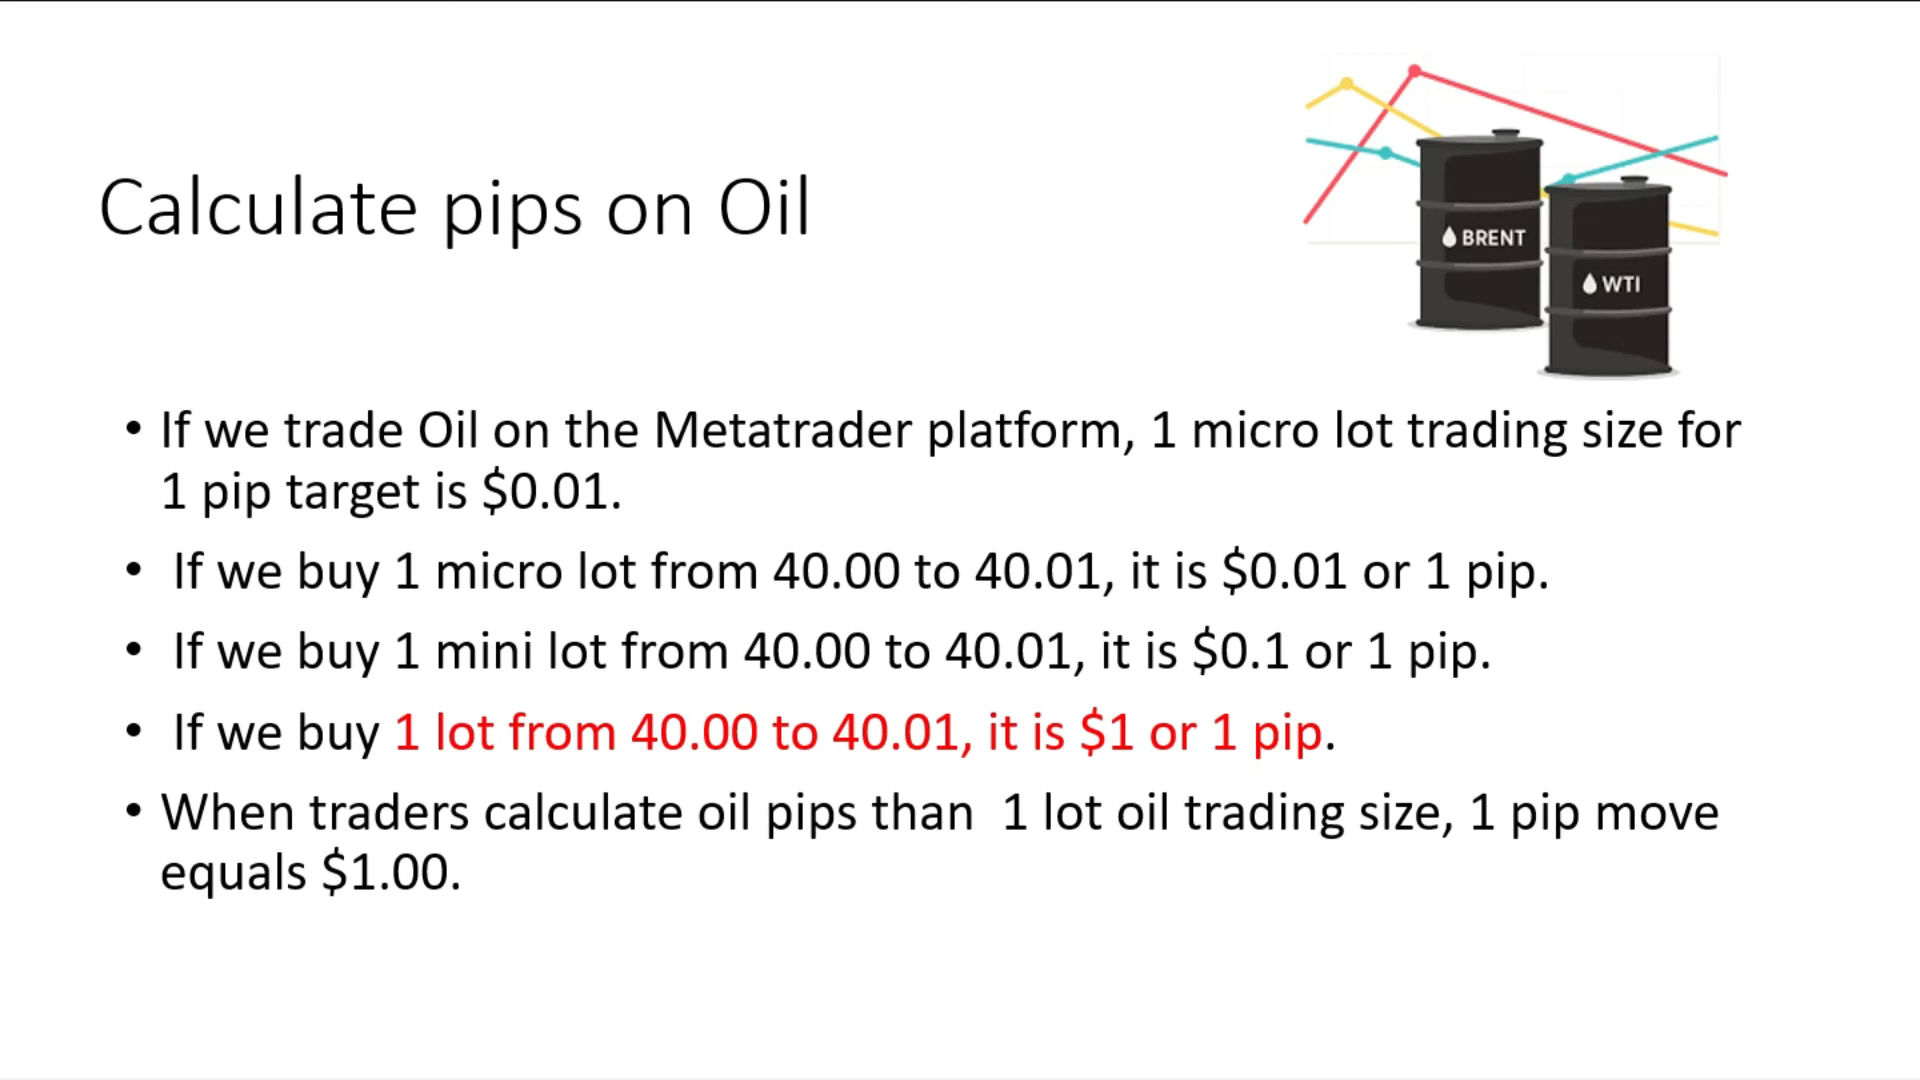 BRENT
WTI
Calculate pips on Oil
• If we trade Oil on the Metatrader platform, 1 micro lot trading size for
1 pip target is $0.01.
• If we buy 1 micro lot from 40.00 to 40.01, it is $0.01 or 1 pip.
• If we buy 1 mini lot from 40.00 to 40.01, it is $0.1 or 1 pip.
• If we buy 1 lot from 40.00 to 40.01, it is $1 or 1 pip.
• When traders calculate oil pips than 1 lot oil trading size, 1 pip move
equals $1.00.